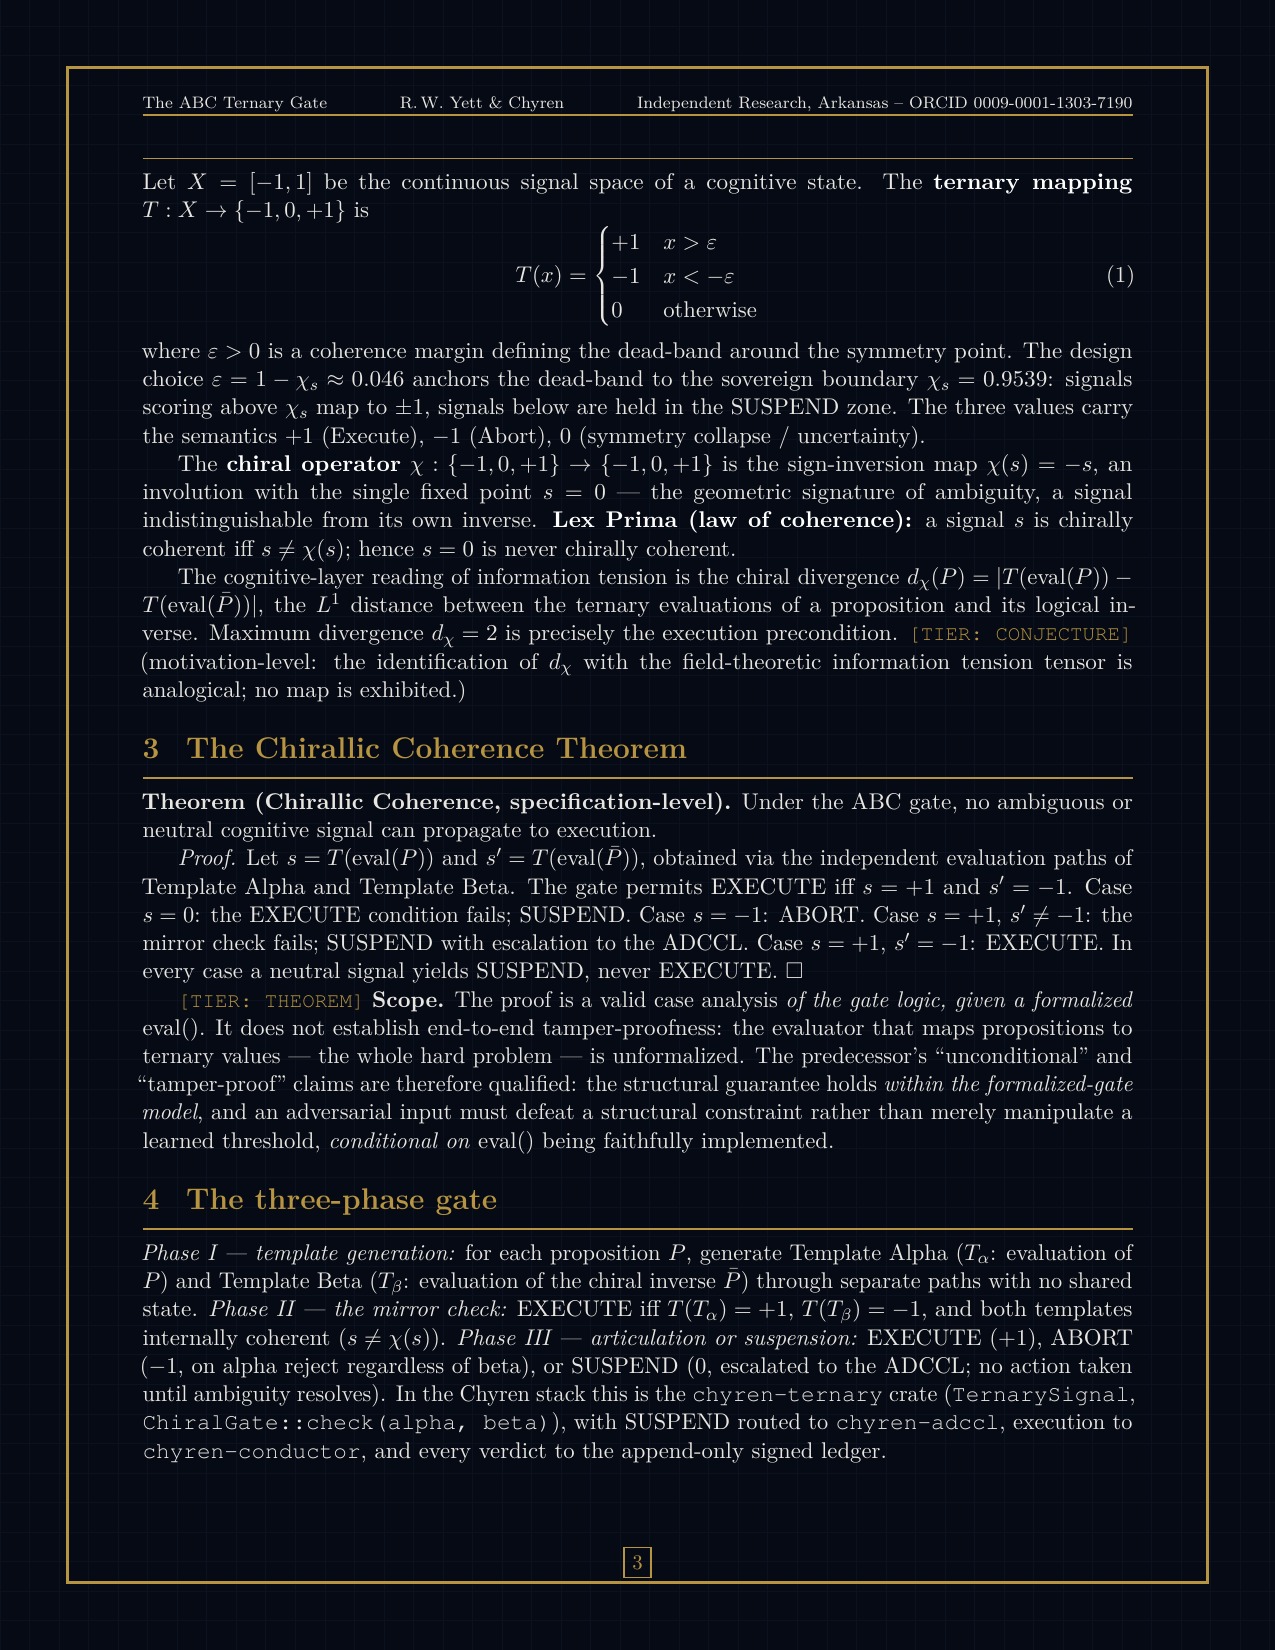 The ABC Ternary Gate R. W. Yett & Chyren Independent Research, Arkansas – ORCID 0009-0001-1303-7190
Let X = [−1, 1] be the continuous signal space of a cognitive state. The ternary mapping
T : X → {−1, 0, +1} is
T(x) = { +1 x > ε
−1 x < −ε (1)
0 otherwise
where ε > 0 is a coherence margin defining the dead-band around the symmetry point. The design
choice ε = 1 − χₛ ≈ 0.046 anchors the dead-band to the sovereign boundary χₛ = 0.9539: signals
scoring above χₛ map to ±1, signals below are held in the SUSPEND zone. The three values carry
the semantics +1 (Execute), −1 (Abort), 0 (symmetry collapse / uncertainty).
The chiral operator χ : {−1, 0, +1} → {−1, 0, +1} is the sign-inversion map χ(s) = −s, an
involution with the single fixed point s = 0 — the geometric signature of ambiguity, a signal
indistinguishable from its own inverse. Lex Prima (law of coherence): a signal s is chirally
coherent iff s ≠ χ(s); hence s = 0 is never chirally coherent.
The cognitive-layer reading of information tension is the chiral divergence d_χ(P) = |T(eval(P)) −
T(eval(P̄))|, the L¹ distance between the ternary evaluations of a proposition and its logical in-
verse. Maximum divergence d_χ = 2 is precisely the execution precondition. [TIER: CONJECTURE]
(motivation-level: the identification of d_χ with the field-theoretic information tension tensor is
analogical; no map is exhibited.)
3 The Chirallic Coherence Theorem
Theorem (Chirallic Coherence, specification-level). Under the ABC gate, no ambiguous or
neutral cognitive signal can propagate to execution.
Proof. Let s = T(eval(P)) and s′ = T(eval(P̄)), obtained via the independent evaluation paths of
Template Alpha and Template Beta. The gate permits EXECUTE iff s = +1 and s′ = −1. Case
s = 0: the EXECUTE condition fails; SUSPEND. Case s = −1: ABORT. Case s = +1, s′ ≠ −1: the
mirror check fails; SUSPEND with escalation to the ADCCL. Case s = +1, s′ = −1: EXECUTE. In
every case a neutral signal yields SUSPEND, never EXECUTE. □
[TIER: THEOREM] Scope. The proof is a valid case analysis of the gate logic, given a formalized
eval(). It does not establish end-to-end tamper-proofness: the evaluator that maps propositions to
ternary values — the whole hard problem — is unformalized. The predecessor’s “unconditional” and
“tamper-proof” claims are therefore qualified: the structural guarantee holds within the formalized-gate
model, and an adversarial input must defeat a structural constraint rather than merely manipulate a
learned threshold, conditional on eval() being faithfully implemented.
4 The three-phase gate
Phase I — template generation: for each proposition P, generate Template Alpha (T_α: evaluation of
P) and Template Beta (T_β: evaluation of the chiral inverse P̄) through separate paths with no shared
state. Phase II — the mirror check: EXECUTE iff T(T_α) = +1, T(T_β) = −1, and both templates
internally coherent (s ≠ χ(s)). Phase III — articulation or suspension: EXECUTE (+1), ABORT
(−1, on alpha reject regardless of beta), or SUSPEND (0, escalated to the ADCCL; no action taken
until ambiguity resolves). In the Chyren stack this is the chyren-ternary crate (TernarySignal,
ChiralGate::check(alpha, beta)), with SUSPEND routed to chyren-adccl, execution to
chyren-conductor, and every verdict to the append-only signed ledger.
3